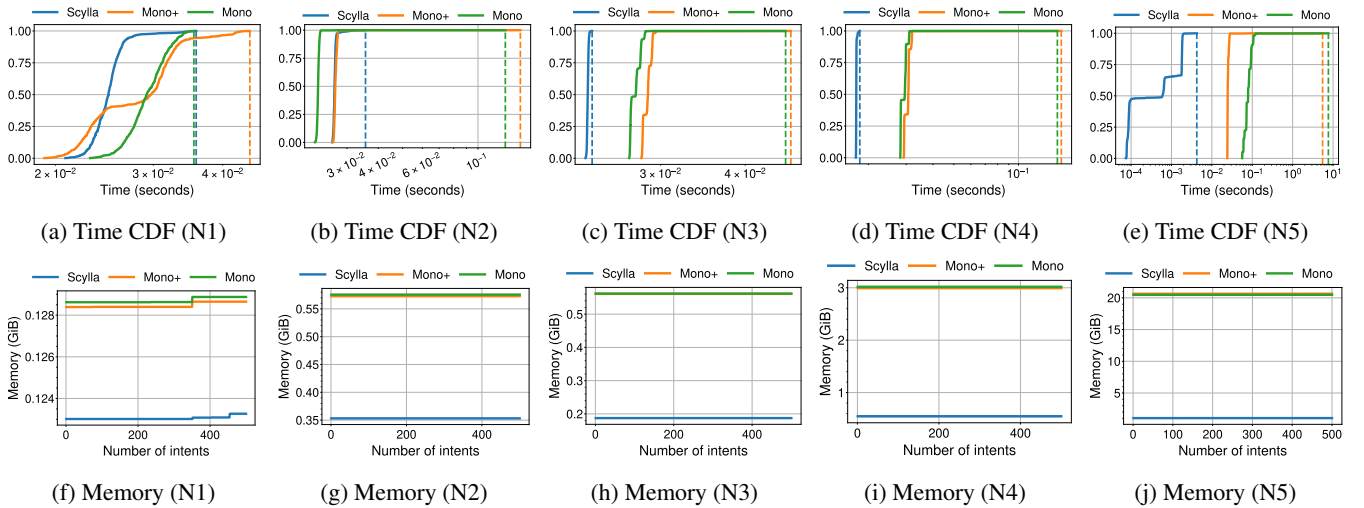 Scylla Mono+ Mono
1.00
0.75
0.50
0.25
0.00
2 × 10⁻² 3 × 10⁻² 4 × 10⁻²
Time (seconds)
(a) Time CDF (N1)
Scylla Mono+ Mono
1.00
0.75
0.50
0.25
0.00
3 × 10⁻² 4 × 10⁻² 6 × 10⁻² 10⁻¹
Time (seconds)
(b) Time CDF (N2)
Scylla Mono+ Mono
1.00
0.75
0.50
0.25
0.00
3 × 10⁻² 4 × 10⁻²
Time (seconds)
(c) Time CDF (N3)
Scylla Mono+ Mono
1.00
0.75
0.50
0.25
0.00
10⁻¹
Time (seconds)
(d) Time CDF (N4)
Scylla Mono+ Mono
1.00
0.75
0.50
0.25
0.00
10⁻⁴ 10⁻³ 10⁻² 10⁻¹ 10⁰ 10¹
Time (seconds)
(e) Time CDF (N5)
Scylla Mono+ Mono
Memory (GiB)
0.128
0.126
0.124
0 200 400
Number of intents
(f) Memory (N1)
Scylla Mono+ Mono
Memory (GiB)
0.55
0.50
0.45
0.40
0.35
0 200 400
Number of intents
(g) Memory (N2)
Scylla Mono+ Mono
Memory (GiB)
0.5
0.4
0.3
0.2
0 200 400
Number of intents
(h) Memory (N3)
Scylla Mono+ Mono
Memory (GiB)
3
2
1
0 200 400
Number of intents
(i) Memory (N4)
Scylla Mono+ Mono
Memory (GiB)
20
15
10
5
0 100 200 300 400 500
Number of intents
(j) Memory (N5)